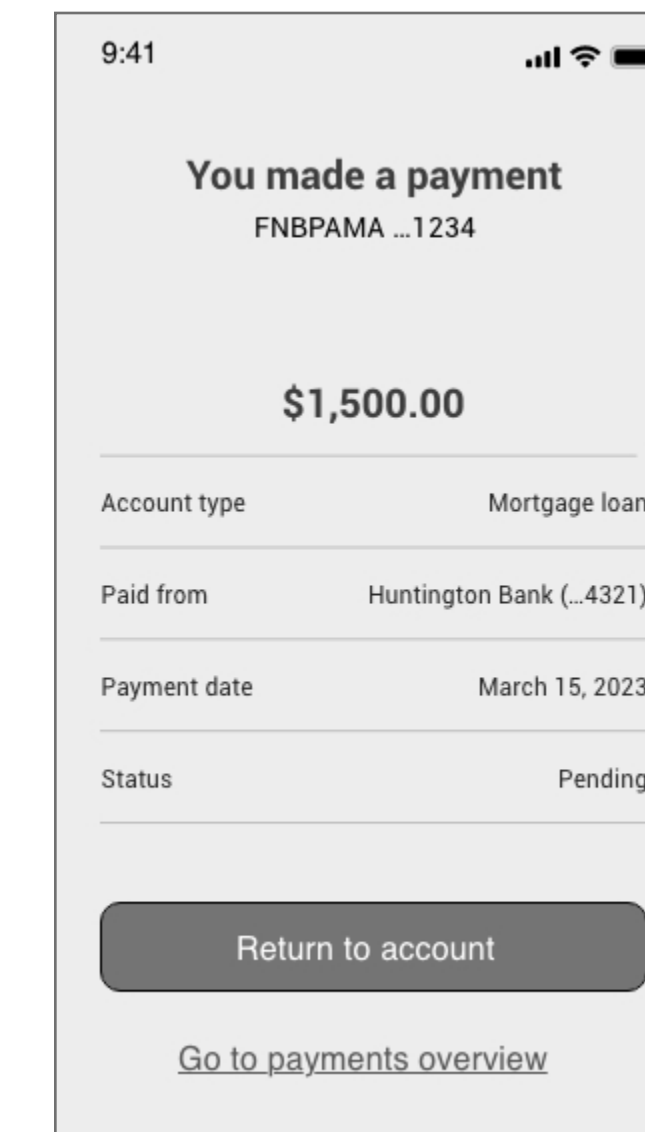 9:41
You made a payment
FNBPAMA ...1234
$1,500.00
Account type Mortgage loan
Paid from Huntington Bank (...4321)
Payment date March 15, 2023
Status Pending
Return to account
Go to payments overview